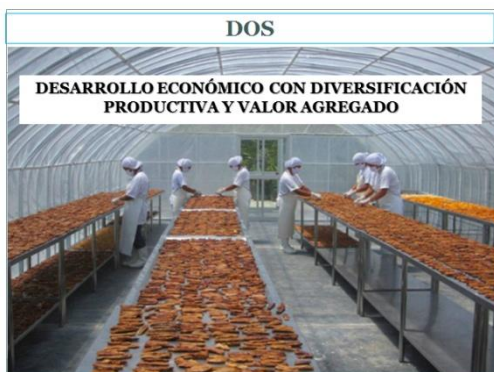 DOS
DESARROLLO ECONÓMICO CON DIVERSIFICACIÓN
PRODUCTIVA Y VALOR AGREGADO